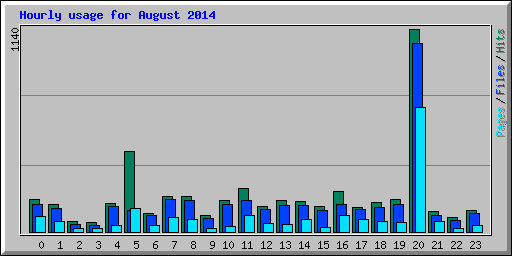 Hourly usage for August 2014
1140
Pages/Files/Hits
0 1 2 3 4 5 6 7 8 9 10 11 12 13 14 15 16 17 18 19 20 21 22 23